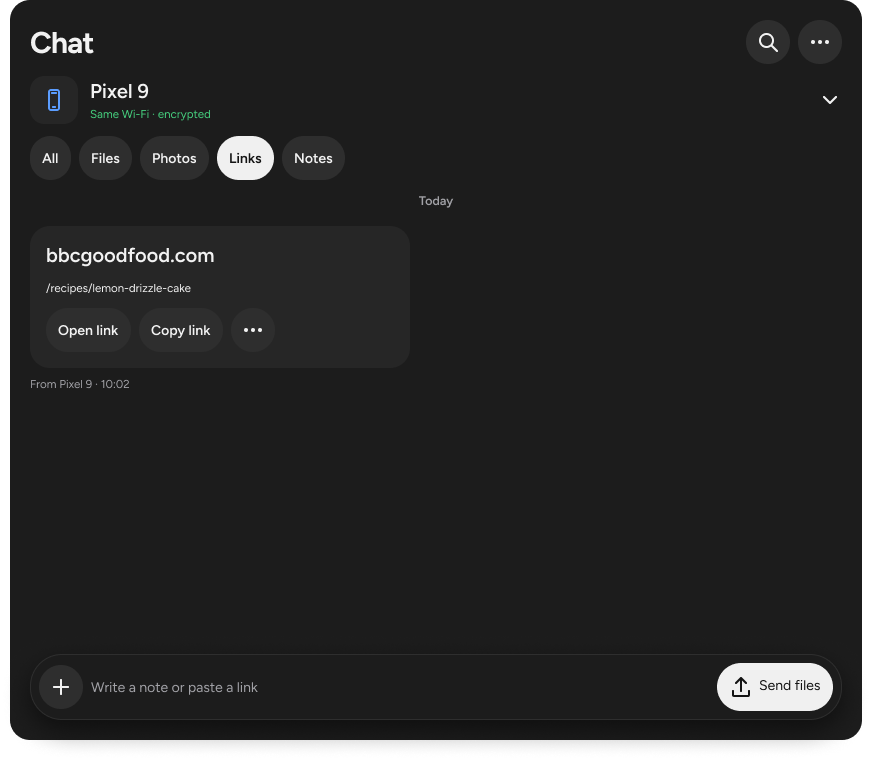 Chat
Pixel 9
Same Wi-Fi · encrypted
All Files Photos Links Notes
Today
bbcgoodfood.com
/recipes/lemon-drizzle-cake
Open link Copy link
From Pixel 9 · 10:02
Write a note or paste a link Send files